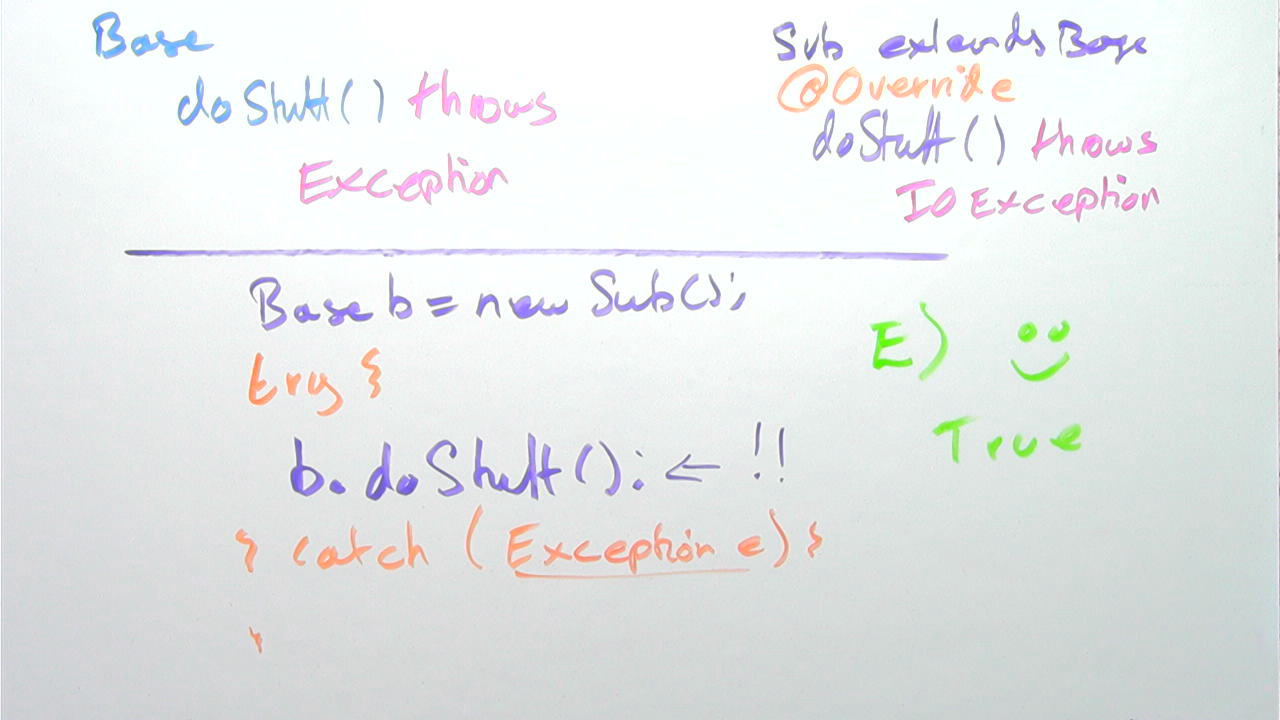 Base
doStuff() throws
Exception
Sub extends Base
@Override
doStuff() throws
IOException
Base b = new Sub();
try {
b.doStuff(); ← !!
} catch (Exception e) {
}
E)
True